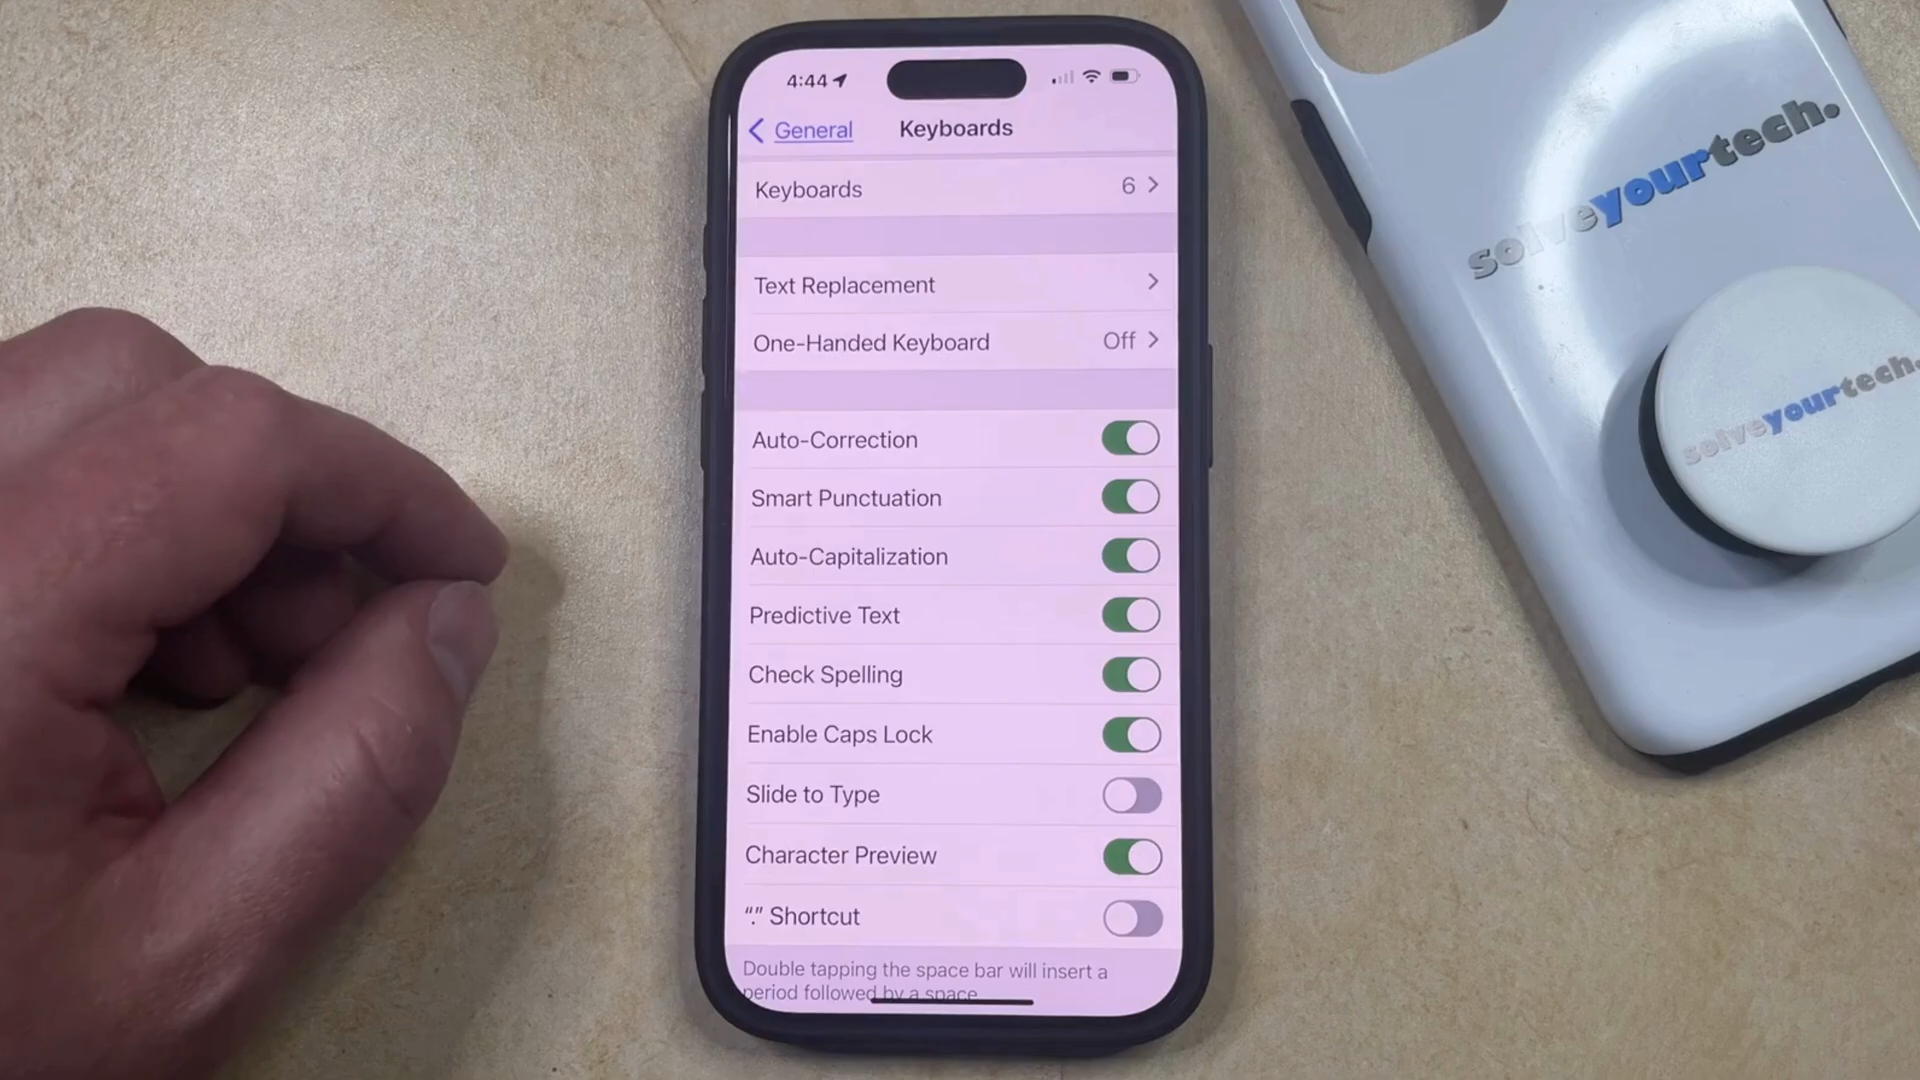 4:44
General
Keyboards
Keyboards 6
Text Replacement
One-Handed Keyboard Off
Auto-Correction
Smart Punctuation
Auto-Capitalization
Predictive Text
Check Spelling
Enable Caps Lock
Slide to Type
Character Preview
“.” Shortcut
Double tapping the space bar will insert a
period followed by a space
solveyourtech.
solveyourtech.